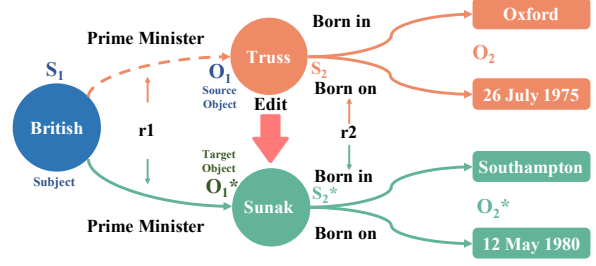 Born in
Oxford
Prime Minister
S1
O1
Truss
S2
O2
Source
Object
Born on
26 July 1975
Edit
British
r1
r2
Target
Object
Born in
Southampton
Subject
O1*
Sunak
S2*
O2*
Prime Minister
Born on
12 May 1980